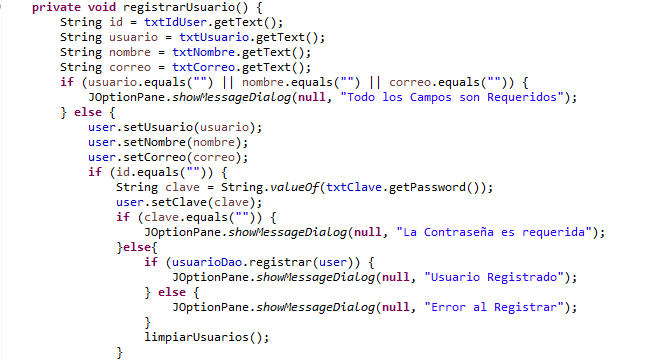 private void registrarUsuario() {
    String id = txtIdUser.getText();
    String usuario = txtUsuario.getText();
    String nombre = txtNombre.getText();
    String correo = txtCorreo.getText();
    if (usuario.equals("") || nombre.equals("") || correo.equals("")) {
        JOptionPane.showMessageDialog(null, "Todo los Campos son Requeridos");
    } else {
        user.setUsuario(usuario);
        user.setNombre(nombre);
        user.setCorreo(correo);
        if (id.equals("")) {
            String clave = String.valueOf(txtClave.getPassword());
            user.setClave(clave);
            if (clave.equals("")) {
                JOptionPane.showMessageDialog(null, "La Contraseña es requerida");
            }else{
                if (usuarioDao.registrar(user)) {
                    JOptionPane.showMessageDialog(null, "Usuario Registrado");
                } else {
                    JOptionPane.showMessageDialog(null, "Error al Registrar");
                }
                limpiarUsuarios();
            }